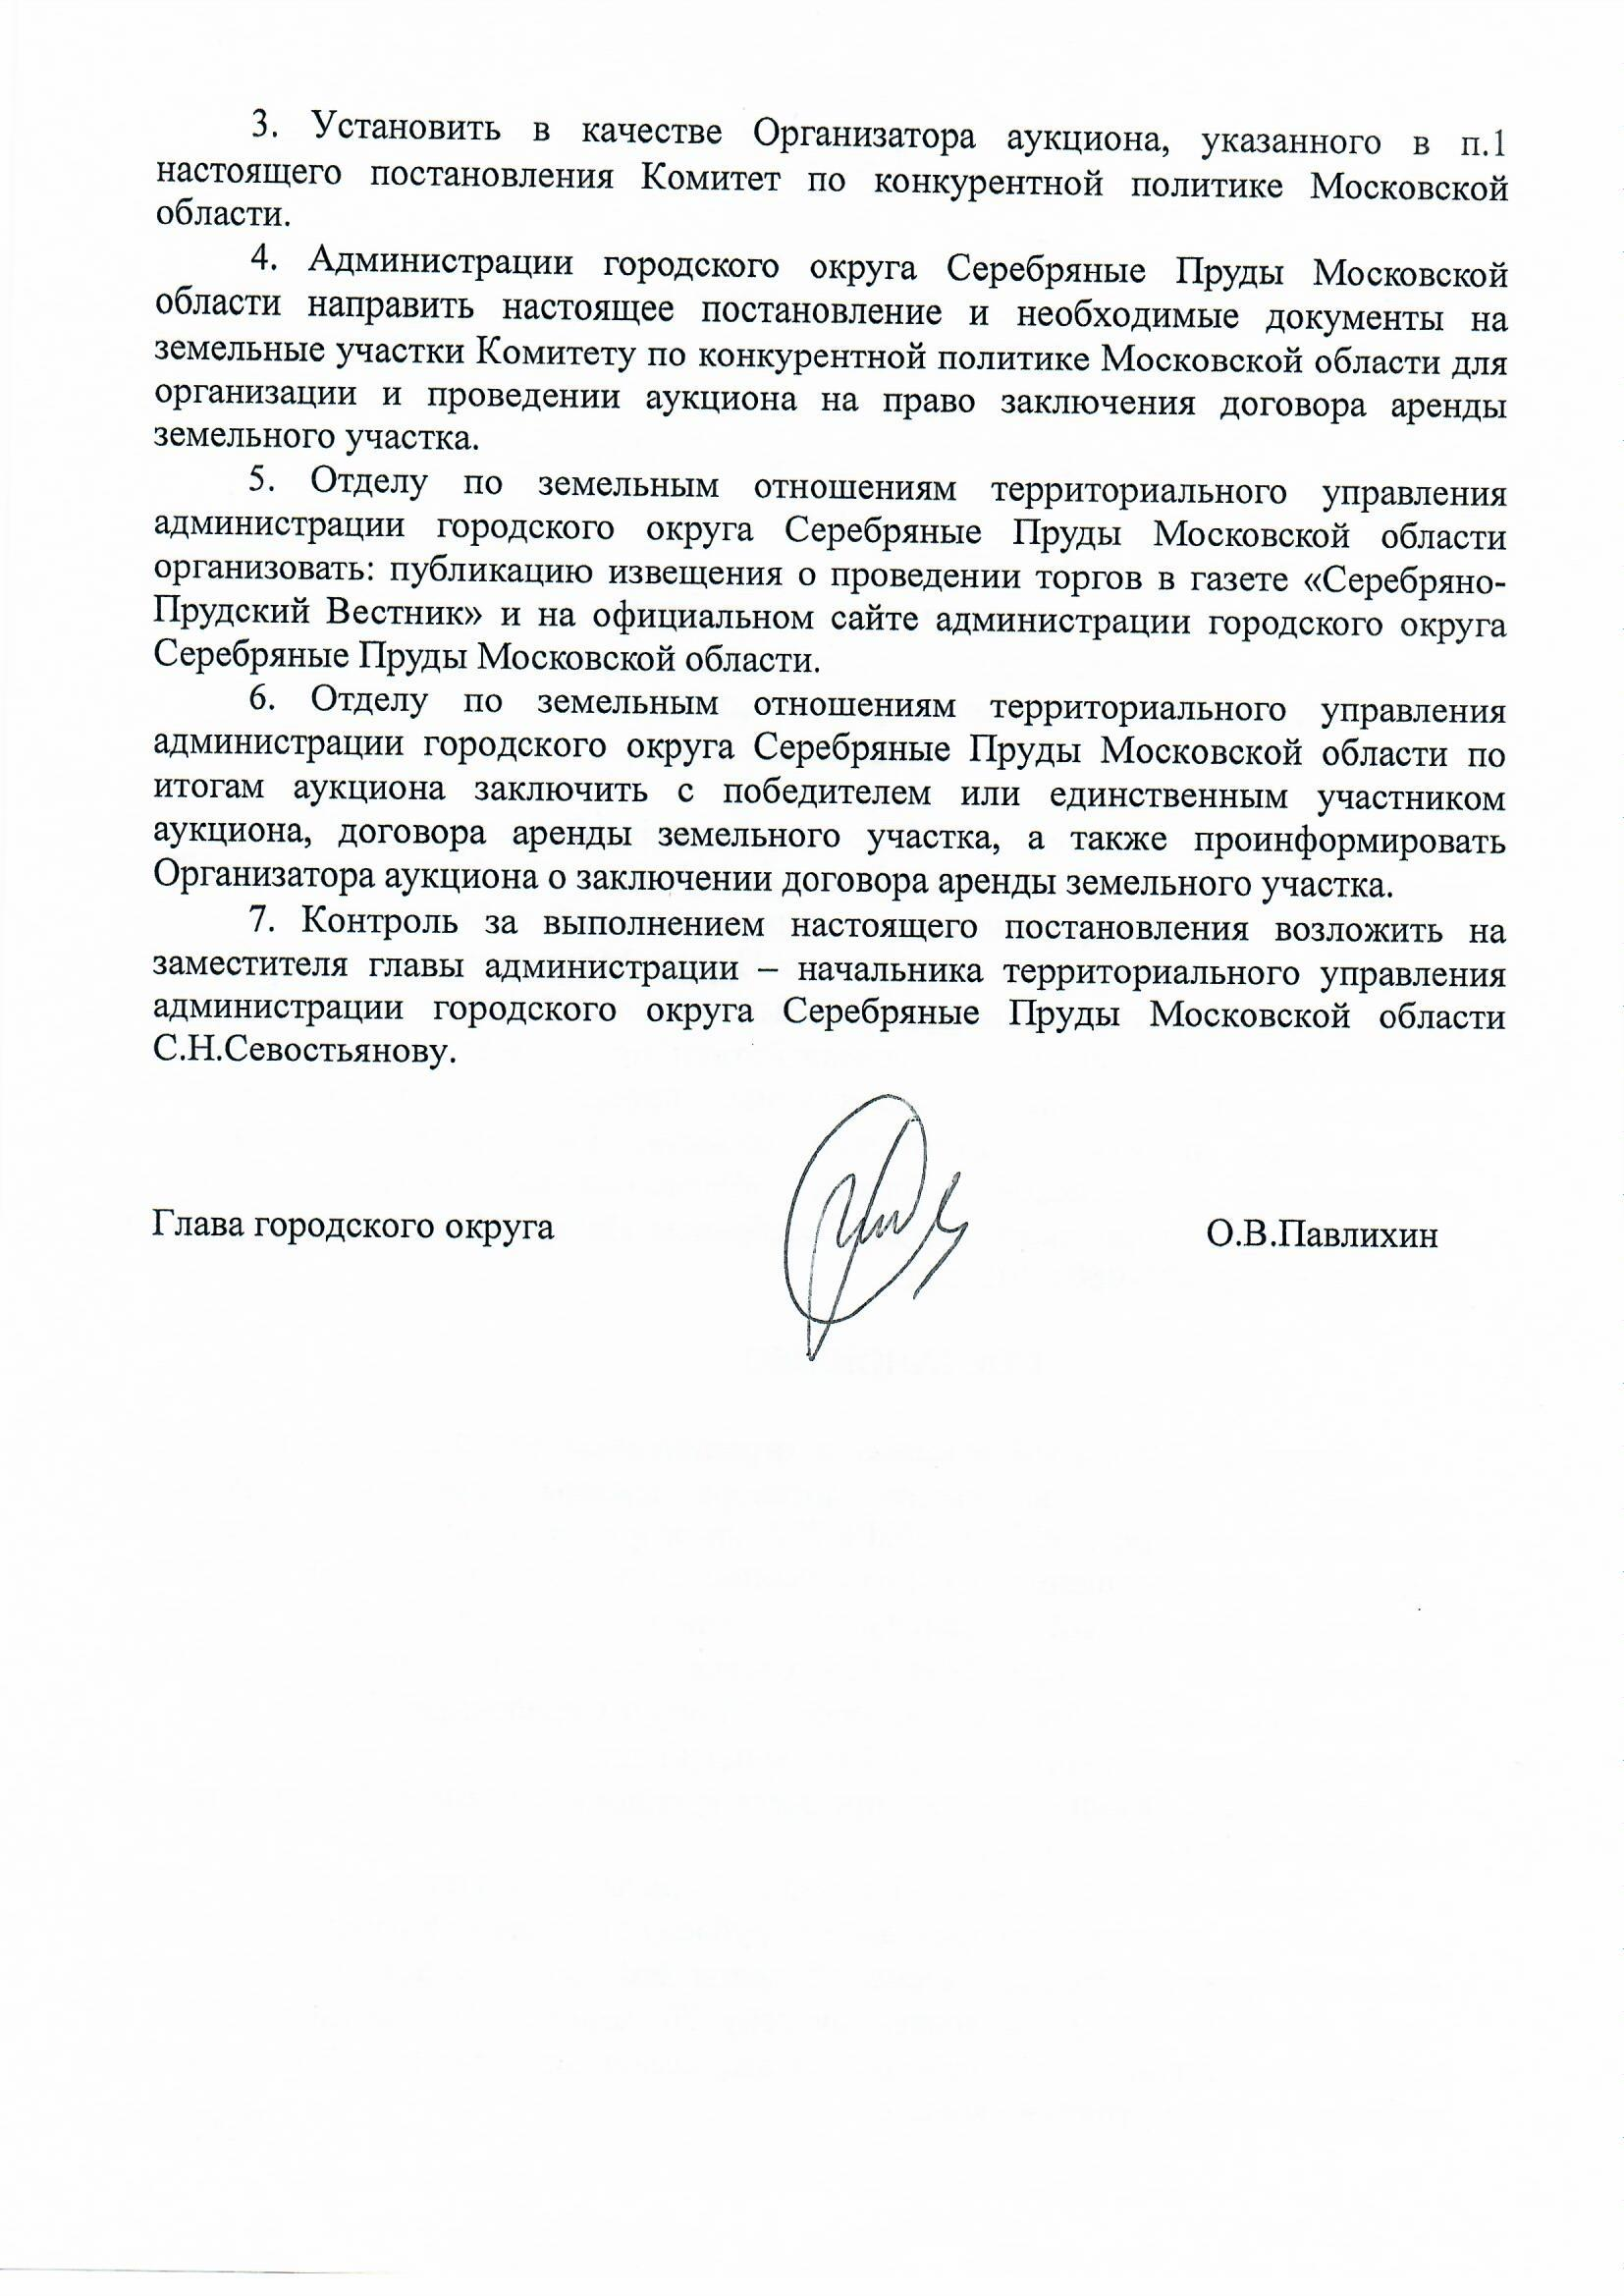 3. Установить в качестве Организатора аукциона, указанного в п.1
настоящего постановления Комитет по конкурентной политике Московской
области.
4. Администрации городского округа Серебряные Пруды Московской
области направить настоящее постановление и необходимые документы на
земельные участки Комитету по конкурентной политике Московской области для
организации и проведении аукциона на право заключения договора аренды
земельного участка.
5. Отделу по земельным отношениям территориального управления
администрации городского округа Серебряные Пруды Московской области
организовать: публикацию извещения о проведении торгов в газете «Серебряно-
Прудский Вестник» и на официальном сайте администрации городского округа
Серебряные Пруды Московской области.
6. Отделу по земельным отношениям территориального управления
администрации городского округа Серебряные Пруды Московской области по
итогам аукциона заключить с победителем или единственным участником
аукциона, договора аренды земельного участка, а также проинформировать
Организатора аукциона о заключении договора аренды земельного участка.
7. Контроль за выполнением настоящего постановления возложить на
заместителя главы администрации – начальника территориального управления
администрации городского округа Серебряные Пруды Московской области
С.Н.Севостьянову.
Глава городского округа О.В.Павлихин